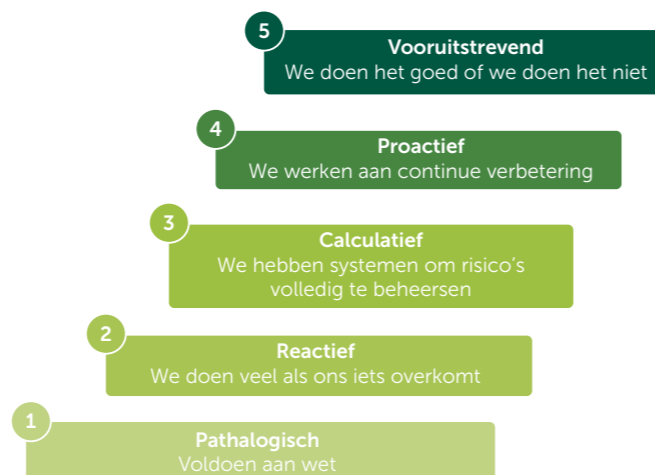 5
Vooruitstrevend
We doen het goed of we doen het niet
4
Proactief
We werken aan continue verbetering
3
Calculatief
We hebben systemen om risico's
volledig te beheersen
2
Reactief
We doen veel als ons iets overkomt
1
Pathalogisch
Voldoen aan wet